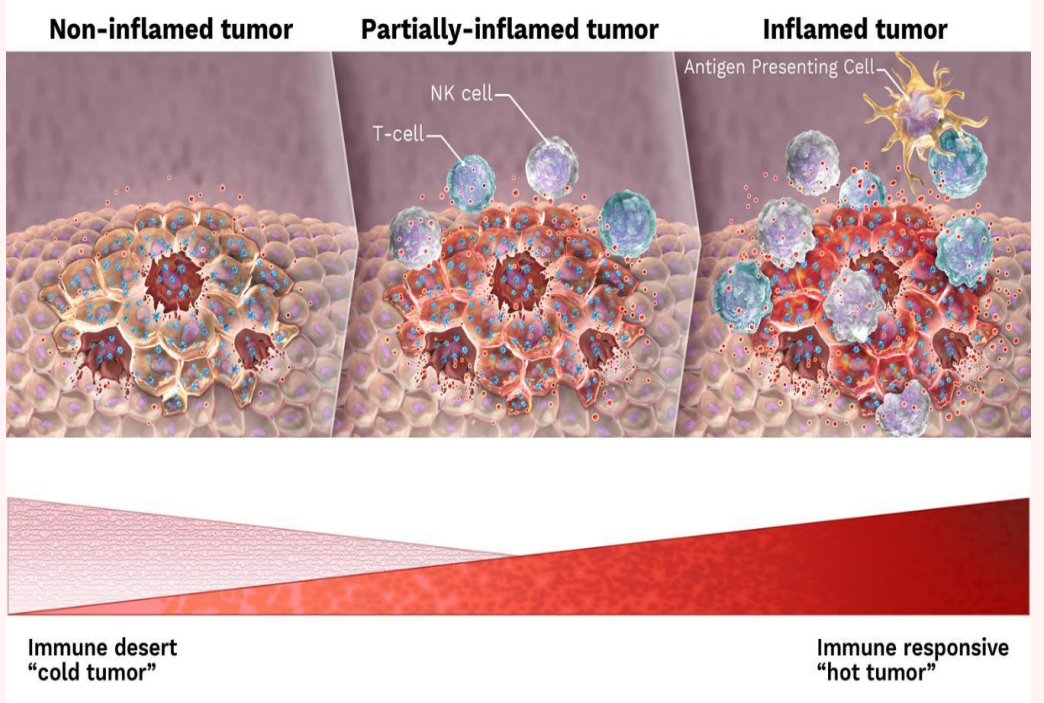 Non-inflamed tumor
Partially-inflamed tumor
Inflamed tumor
Antigen Presenting Cell
NK cell
T-cell
Immune desert
“cold tumor”
Immune responsive
“hot tumor”